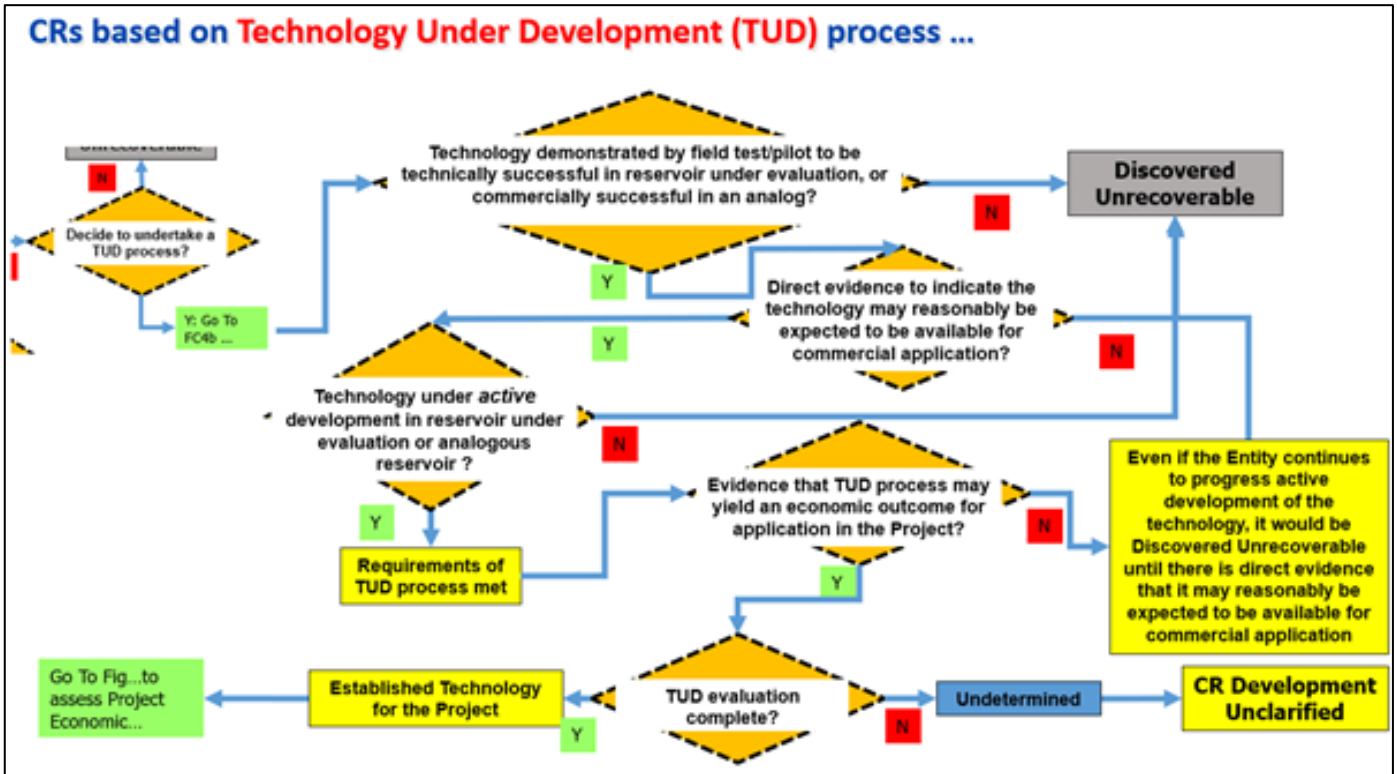 CRs based on Technology Under Development (TUD) process ...
Unrecoverable
N
Decide to undertake a
TUD process?
Y: Go To
FC4b ...
Technology demonstrated by field test/pilot to be
technically successful in reservoir under evaluation, or
commercially successful in an analog?
N
Discovered
Unrecoverable
Y
Direct evidence to indicate the
technology may reasonably be
expected to be available for
commercial application?
Y
N
Technology under active
development in reservoir under
evaluation or analogous
reservoir ?
N
Y
Requirements of
TUD process met
Evidence that TUD process may
yield an economic outcome for
application in the Project?
N
Y
Even if the Entity continues
to progress active
development of the
technology, it would be
Discovered Unrecoverable
until there is direct evidence
that it may reasonably be
expected to be available for
commercial application
TUD evaluation
complete?
Y
N
Established Technology
for the Project
Go To Fig...to
assess Project
Economic...
Undetermined
CR Development
Unclarified